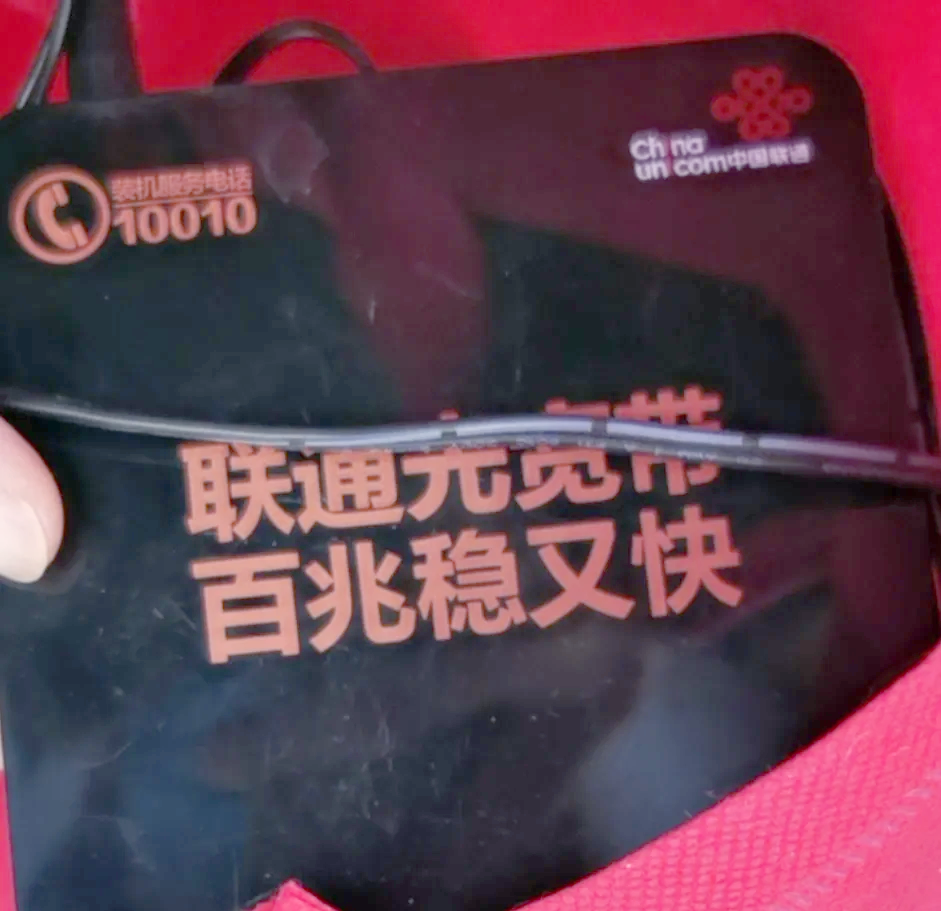 装机服务电话
10010
China
unicom中国联通
联通光宽带
百兆稳又快